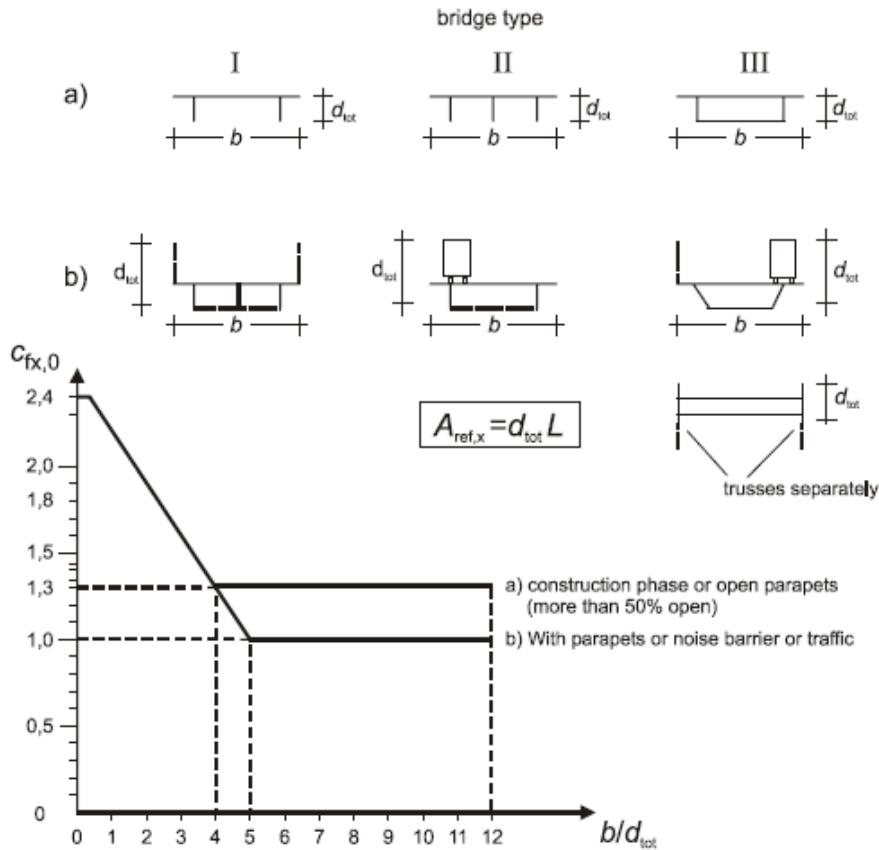 bridge type
I II III
a) d_tot d_tot d_tot
b b b
b) d_tot d_tot d_tot
b b b
c_fx,0
d_tot
A_ref,x = d_tot L
trusses separately
2,4
2,0
1,8
1,5
1,3
1,0
0,5
0
a) construction phase or open parapets
(more than 50% open)
b) With parapets or noise barrier or traffic
0 1 2 3 4 5 6 7 8 9 10 11 12
b/d_tot